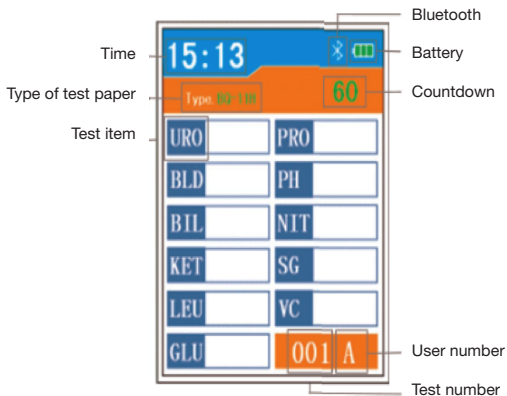 Bluetooth
Time
15:13
Battery
Type of test paper
Type.
60
Countdown
Test item
URO
PRO
BLD
PH
BIL
NIT
KET
SG
LEU
VC
GLU
001 A
User number
Test number